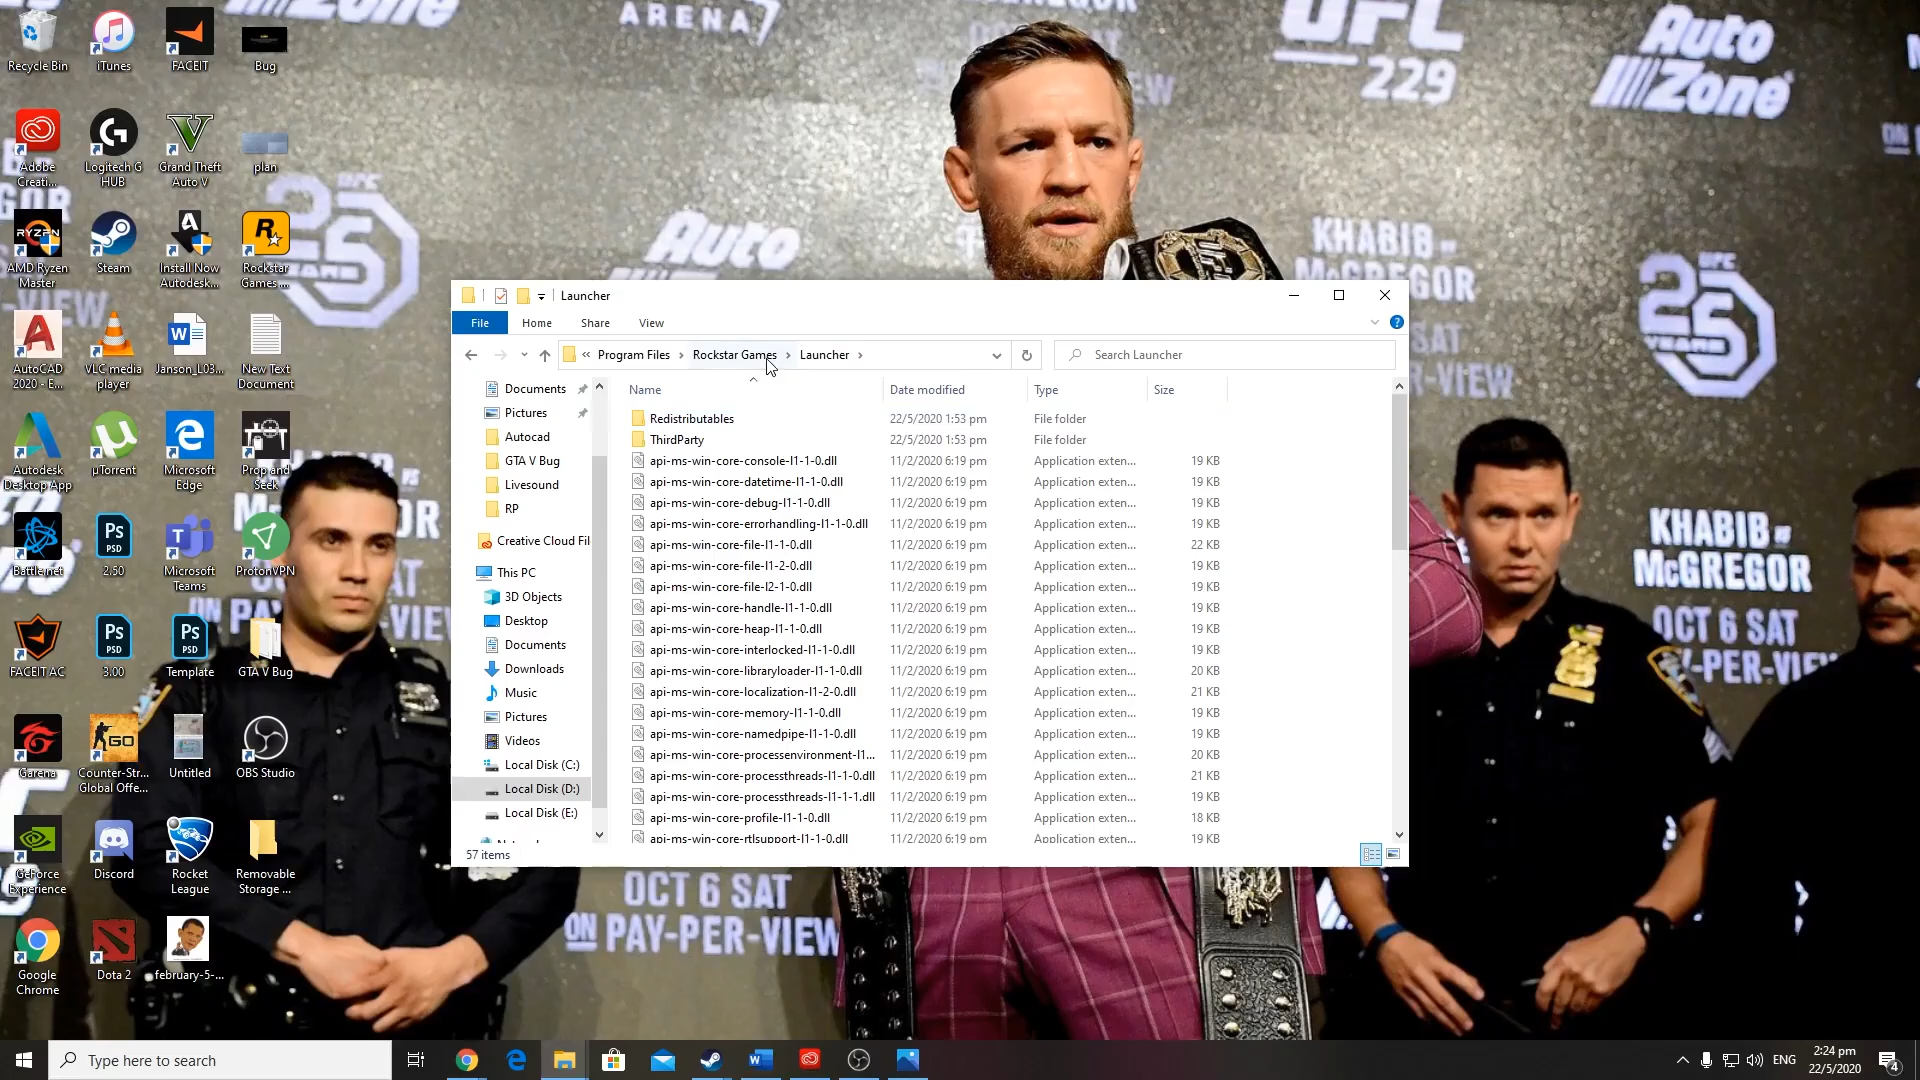 ARENA
UFC
229
Auto
Zone
Auto
KHABIB vs
McGREGOR
UFC
25
YEARS
UFC
25
YEARS
KHABIB vs
McGREGOR
OCT 6 SAT
OCT 6 SAT
ON PAY-PER-VIEW
Recycle Bin
iTunes
FACEIT
Bug
Adobe
Creati...
Logitech G
HUB
Grand Theft
Auto V
plan
RYZEN
AMD Ryzen
Master
Steam
Install Now
Autodesk...
Rockstar
Games ...
AutoCAD
2020 - E...
VLC media
player
Janson_L03...
New Text
Document
Autodesk
Desktop App
µTorrent
Microsoft
Edge
Prop and
Seek
Battle.net
Ps
PSD
2.50
Microsoft
Teams
ProtonVPN
FACEIT AC
Ps
PSD
3.00
Ps
PSD
Template
GTA V Bug
Garena
GO
Counter-Str...
Global Offe...
Untitled
OBS Studio
GeForce
Experience
Discord
Rocket
League
Removable
Storage ...
Google
Chrome
Dota 2
february-5-...
Launcher
File
Home
Share
View
« Program Files › Rockstar Games › Launcher ›
Search Launcher
Documents
Pictures
Autocad
GTA V Bug
Livesound
RP
Creative Cloud Fil
This PC
3D Objects
Desktop
Documents
Downloads
Music
Pictures
Videos
Local Disk (C:)
Local Disk (D:)
Local Disk (E:)
Name Date modified Type Size
Redistributables 22/5/2020 1:53 pm File folder
ThirdParty 22/5/2020 1:53 pm File folder
api-ms-win-core-console-l1-1-0.dll 11/2/2020 6:19 pm Application exten... 19 KB
api-ms-win-core-datetime-l1-1-0.dll 11/2/2020 6:19 pm Application exten... 19 KB
api-ms-win-core-debug-l1-1-0.dll 11/2/2020 6:19 pm Application exten... 19 KB
api-ms-win-core-errorhandling-l1-1-0.dll 11/2/2020 6:19 pm Application exten... 19 KB
api-ms-win-core-file-l1-1-0.dll 11/2/2020 6:19 pm Application exten... 22 KB
api-ms-win-core-file-l1-2-0.dll 11/2/2020 6:19 pm Application exten... 19 KB
api-ms-win-core-file-l2-1-0.dll 11/2/2020 6:19 pm Application exten... 19 KB
api-ms-win-core-handle-l1-1-0.dll 11/2/2020 6:19 pm Application exten... 19 KB
api-ms-win-core-heap-l1-1-0.dll 11/2/2020 6:19 pm Application exten... 19 KB
api-ms-win-core-interlocked-l1-1-0.dll 11/2/2020 6:19 pm Application exten... 19 KB
api-ms-win-core-libraryloader-l1-1-0.dll 11/2/2020 6:19 pm Application exten... 20 KB
api-ms-win-core-localization-l1-2-0.dll 11/2/2020 6:19 pm Application exten... 21 KB
api-ms-win-core-memory-l1-1-0.dll 11/2/2020 6:19 pm Application exten... 19 KB
api-ms-win-core-namedpipe-l1-1-0.dll 11/2/2020 6:19 pm Application exten... 19 KB
api-ms-win-core-processenvironment-l1... 11/2/2020 6:19 pm Application exten... 20 KB
api-ms-win-core-processthreads-l1-1-0.dll 11/2/2020 6:19 pm Application exten... 21 KB
api-ms-win-core-processthreads-l1-1-1.dll 11/2/2020 6:19 pm Application exten... 19 KB
api-ms-win-core-profile-l1-1-0.dll 11/2/2020 6:19 pm Application exten... 18 KB
api-ms-win-core-rtlsupport-l1-1-0.dll 11/2/2020 6:19 pm Application exten... 19 KB
57 items
Type here to search
ENG
2:24 pm
22/5/2020
4